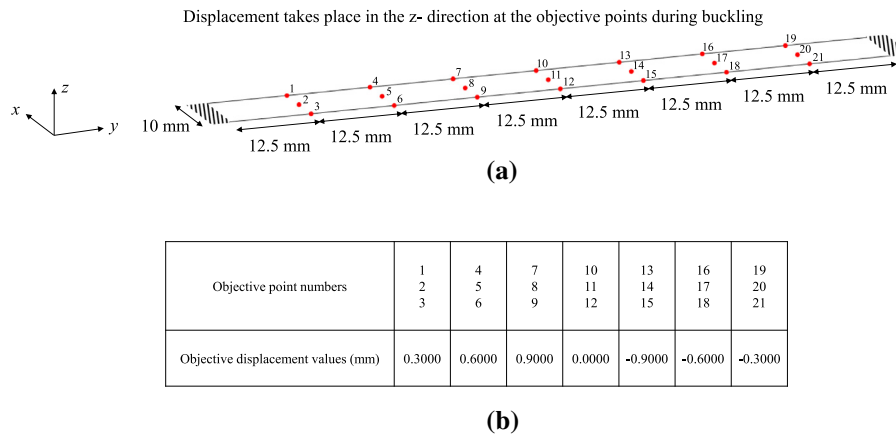 Displacement takes place in the z- direction at the objective points during buckling
19
16
20
13
17
21
10
14
18
7
11
15
4
8
12
1
5
9
2
6
3
z
x
y
10 mm
12.5 mm 12.5 mm 12.5 mm 12.5 mm 12.5 mm 12.5 mm 12.5 mm 12.5 mm
(a)
Objective point numbers
1 4 7 10 13 16 19
2 5 8 11 14 17 20
3 6 9 12 15 18 21
Objective displacement values (mm) 0.3000 0.6000 0.9000 0.0000 -0.9000 -0.6000 -0.3000
(b)